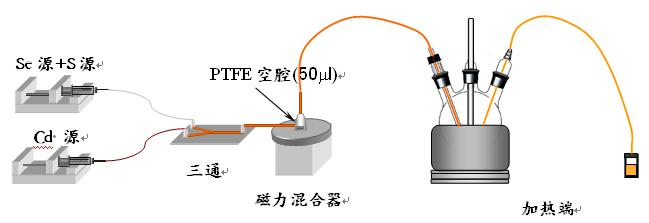 Se 源+S 源
Cd 源
三通
PTFE 空腔(50μl)
磁力混合器
加热端